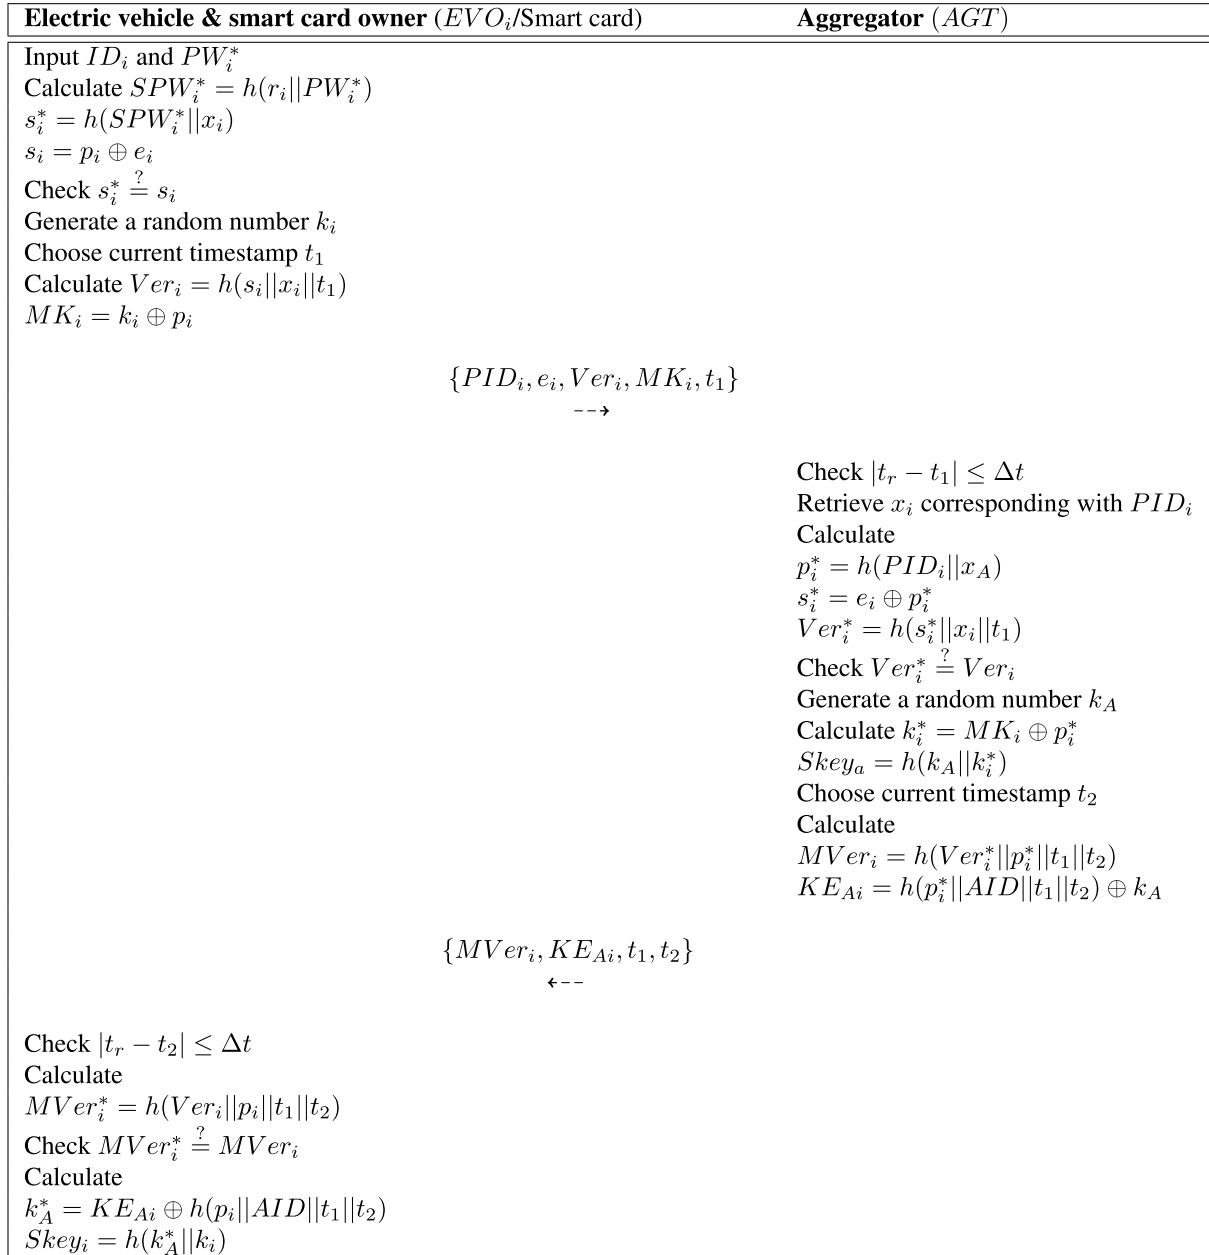 Electric vehicle & smart card owner (EVO_i/Smart card) Aggregator (AGT)
Input ID_i and PW_i^*
Calculate SPW_i^* = h(r_i||PW_i^*)
s_i^* = h(SPW_i^*||x_i)
s_i = p_i ⊕ e_i
Check s_i^* ≟ s_i
Generate a random number k_i
Choose current timestamp t_1
Calculate Ver_i = h(s_i||x_i||t_1)
MK_i = k_i ⊕ p_i
{PID_i, e_i, Ver_i, MK_i, t_1}
⇢
Check |t_r − t_1| ≤ Δt
Retrieve x_i corresponding with PID_i
Calculate
p_i^* = h(PID_i||x_A)
s_i^* = e_i ⊕ p_i^*
Ver_i^* = h(s_i^*||x_i||t_1)
Check Ver_i^* ≟ Ver_i
Generate a random number k_A
Calculate k_i^* = MK_i ⊕ p_i^*
Skey_a = h(k_A||k_i^*)
Choose current timestamp t_2
Calculate
MVer_i = h(Ver_i^*||p_i^*||t_1||t_2)
KE_{Ai} = h(p_i^*||AID||t_1||t_2) ⊕ k_A
{MVer_i, KE_{Ai}, t_1, t_2}
⇠
Check |t_r − t_2| ≤ Δt
Calculate
MVer_i^* = h(Ver_i||p_i||t_1||t_2)
Check MVer_i^* ≟ MVer_i
Calculate
k_A^* = KE_{Ai} ⊕ h(p_i||AID||t_1||t_2)
Skey_i = h(k_A^*||k_i)